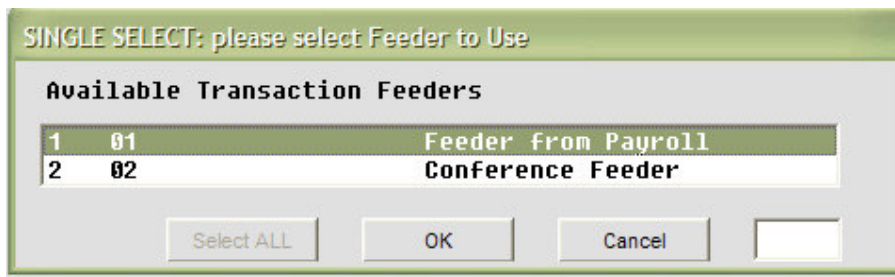 SINGLE SELECT: please select Feeder to Use
Available Transaction Feeders
1 01 Feeder from Payroll
2 02 Conference Feeder
Select ALL OK Cancel